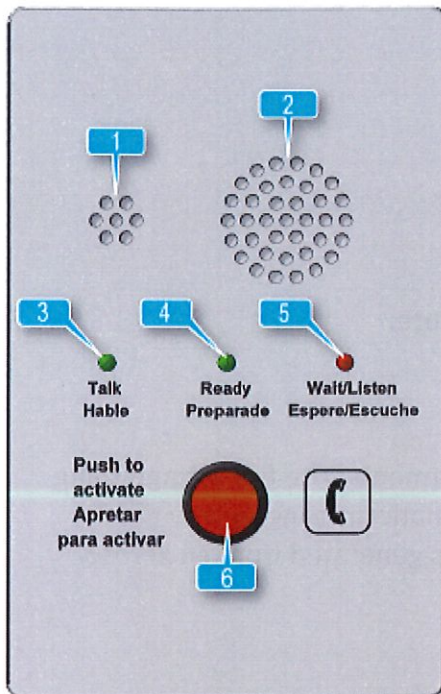 1
2
3
4
5
Talk
Hable
Ready
Preparade
Wait/Listen
Espere/Escuche
Push to
activate
Apretar
para activar
6